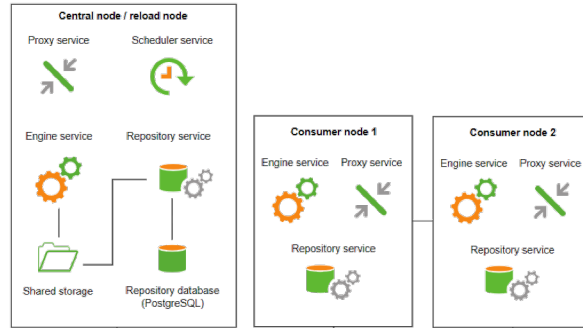 Central node / reload node
Proxy service
Scheduler service
Engine service
Repository service
Shared storage
Repository database
(PostgreSQL)
Consumer node 1
Engine service
Proxy service
Repository service
Consumer node 2
Engine service
Proxy service
Repository service